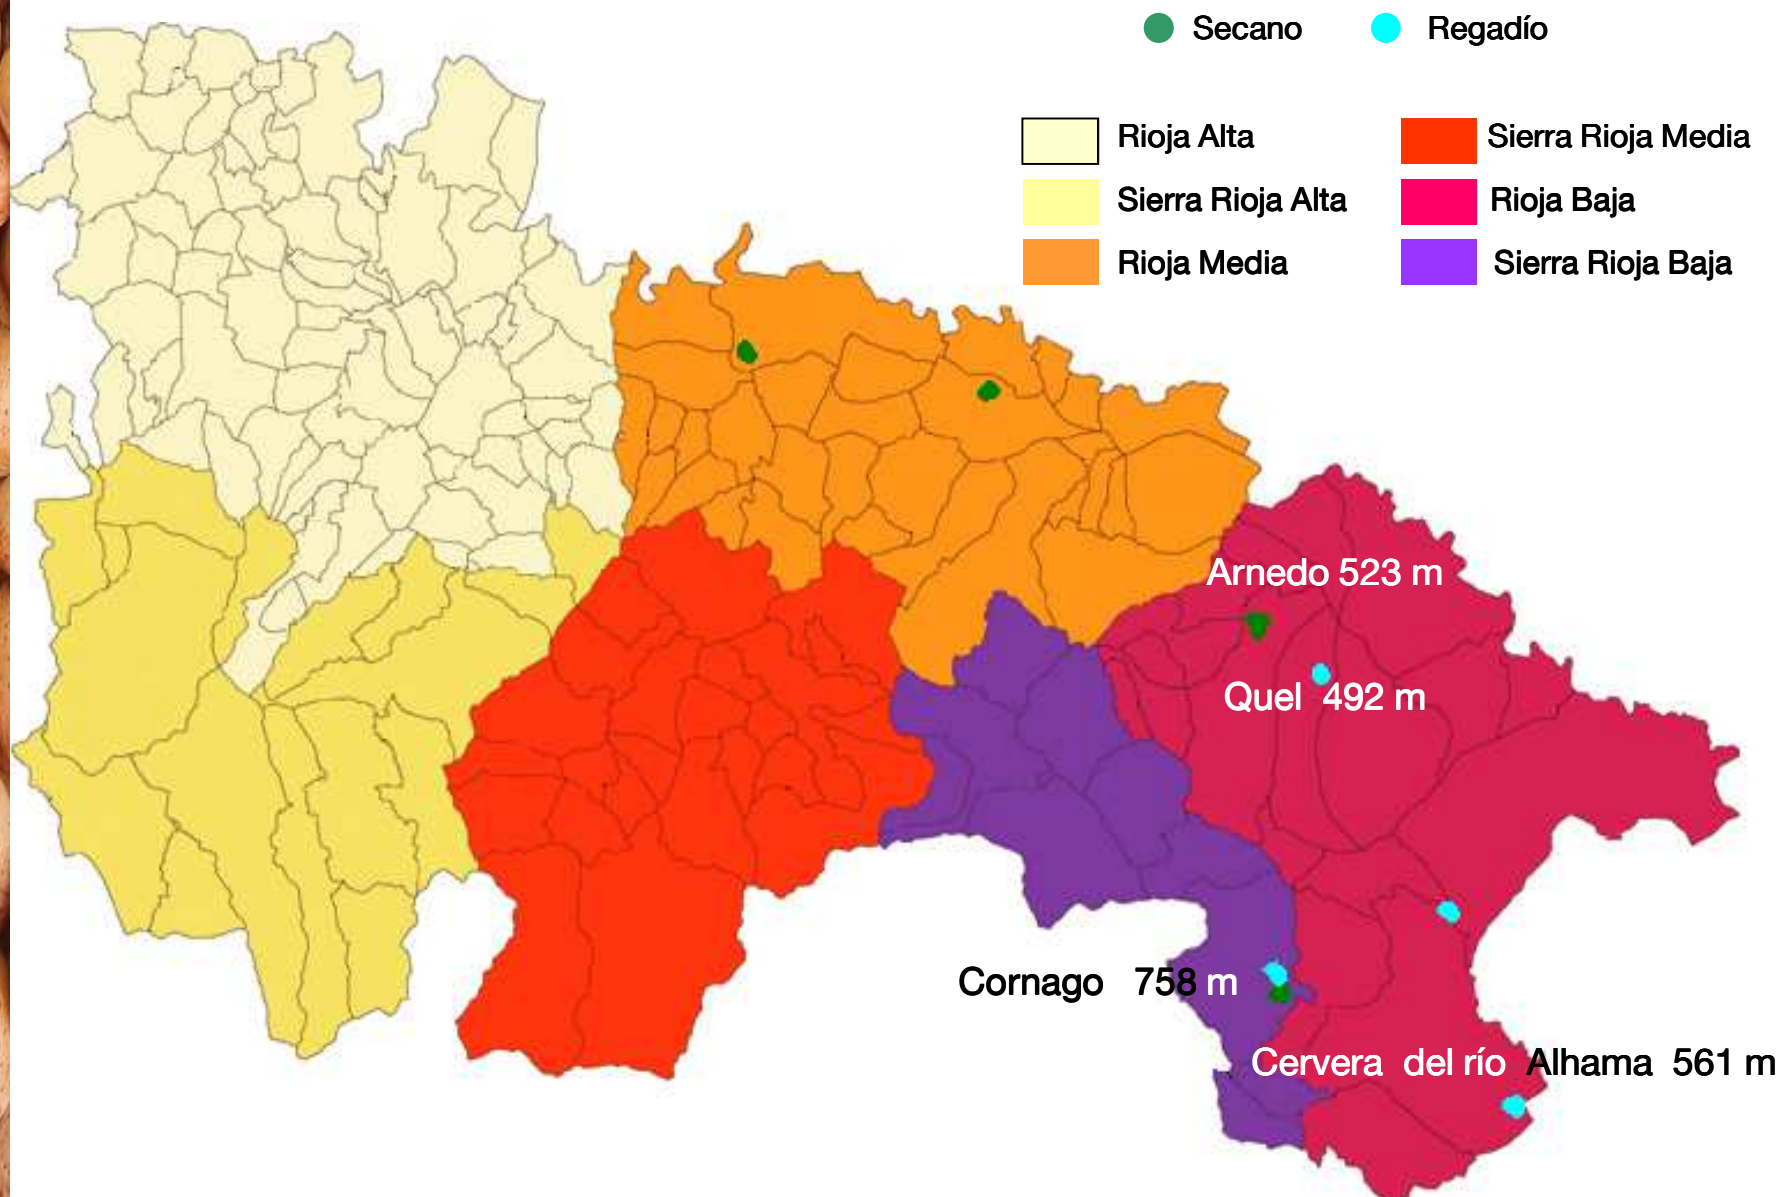 Secano Regadío
Rioja Alta Sierra Rioja Media
Sierra Rioja Alta Rioja Baja
Rioja Media Sierra Rioja Baja
Arnedo 523 m
Quel 492 m
Cornago 758 m
Cervera del río Alhama 561 m